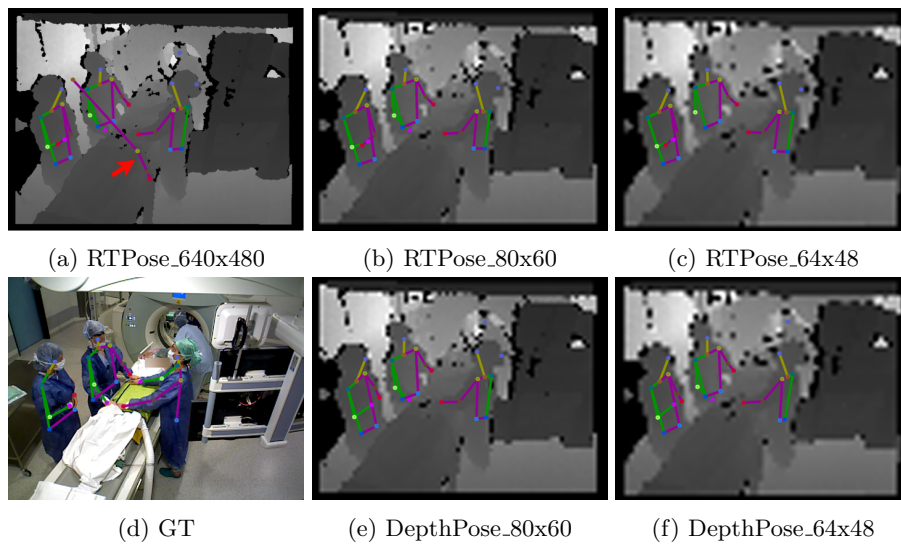 (a) RTPose_640x480
(b) RTPose_80x60
(c) RTPose_64x48
(d) GT
(e) DepthPose_80x60
(f) DepthPose_64x48